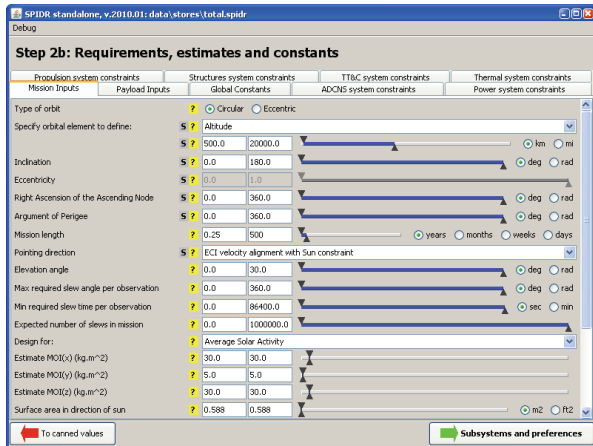 SPIDR standalone, v.2010.01: data\stores\total.spidr
Debug
Step 2b: Requirements, estimates and constants
Propulsion system constraints Structures system constraints TT&C system constraints Thermal system constraints
Mission Inputs Payload Inputs Global Constants ADCNS system constraints Power system constraints
Type of orbit ? Circular Eccentric
Specify orbital element to define: S ? Altitude
S ? 500.0 20000.0 km mi
Inclination S ? 0.0 180.0 deg rad
Eccentricity S ? 0.0 1.0
Right Ascension of the Ascending Node S ? 0.0 360.0 deg rad
Argument of Perigee S ? 0.0 360.0 deg rad
Mission length ? 0.25 500 years months weeks days
Pointing direction S ? ECI velocity alignment with Sun constraint
Elevation angle ? 0.0 30.0 deg rad
Max required slew angle per observation ? 0.0 360.0 deg rad
Min required slew time per observation ? 0.0 86400.0 sec min
Expected number of slews in mission ? 0.0 1000000.0
Design for: ? Average Solar Activity
Estimate MOI(x) (kg.m^2) ? 30.0 30.0
Estimate MOI(y) (kg.m^2) ? 5.0 5.0
Estimate MOI(z) (kg.m^2) ? 30.0 30.0
Surface area in direction of sun ? 0.588 0.588 m2 ft2
To canned values Subsystems and preferences